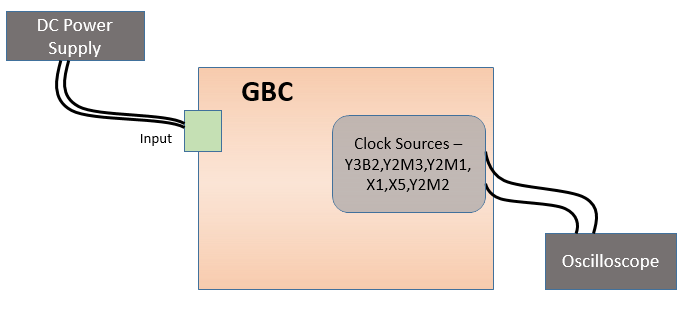 DC Power
Supply
GBC
Input
Clock Sources –
Y3B2,Y2M3,Y2M1,
X1,X5,Y2M2
Oscilloscope